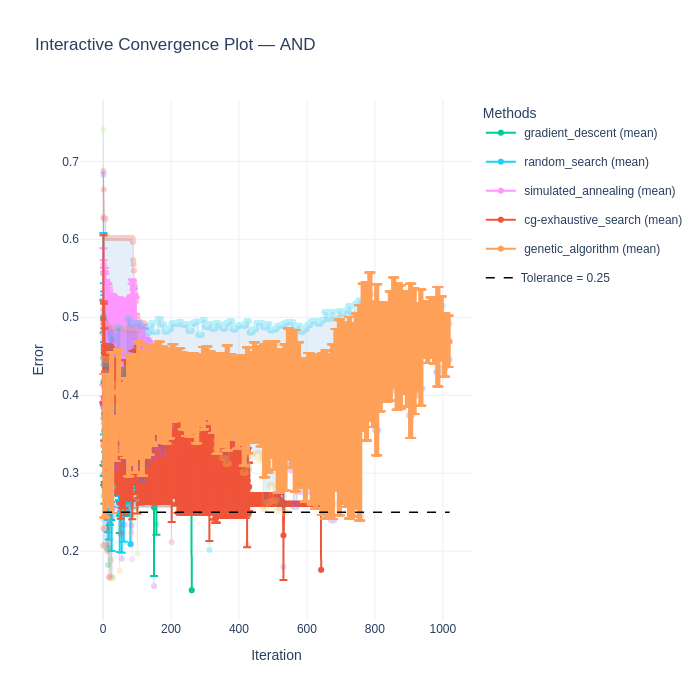 Interactive Convergence Plot — AND
Methods
gradient_descent (mean)
random_search (mean)
simulated_annealing (mean)
cg-exhaustive_search (mean)
genetic_algorithm (mean)
Tolerance = 0.25
Error
0.7
0.6
0.5
0.4
0.3
0.2
0
200
400
600
800
1000
Iteration